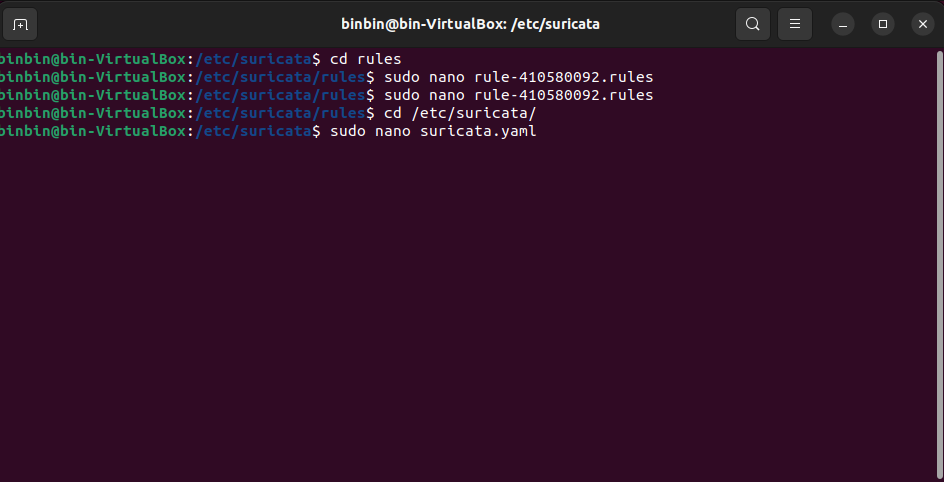 binbin@bin-VirtualBox: /etc/suricata
binbin@bin-VirtualBox:/etc/suricata$ cd rules
binbin@bin-VirtualBox:/etc/suricata/rules$ sudo nano rule-410580092.rules
binbin@bin-VirtualBox:/etc/suricata/rules$ sudo nano rule-410580092.rules
binbin@bin-VirtualBox:/etc/suricata/rules$ cd /etc/suricata/
binbin@bin-VirtualBox:/etc/suricata$ sudo nano suricata.yaml